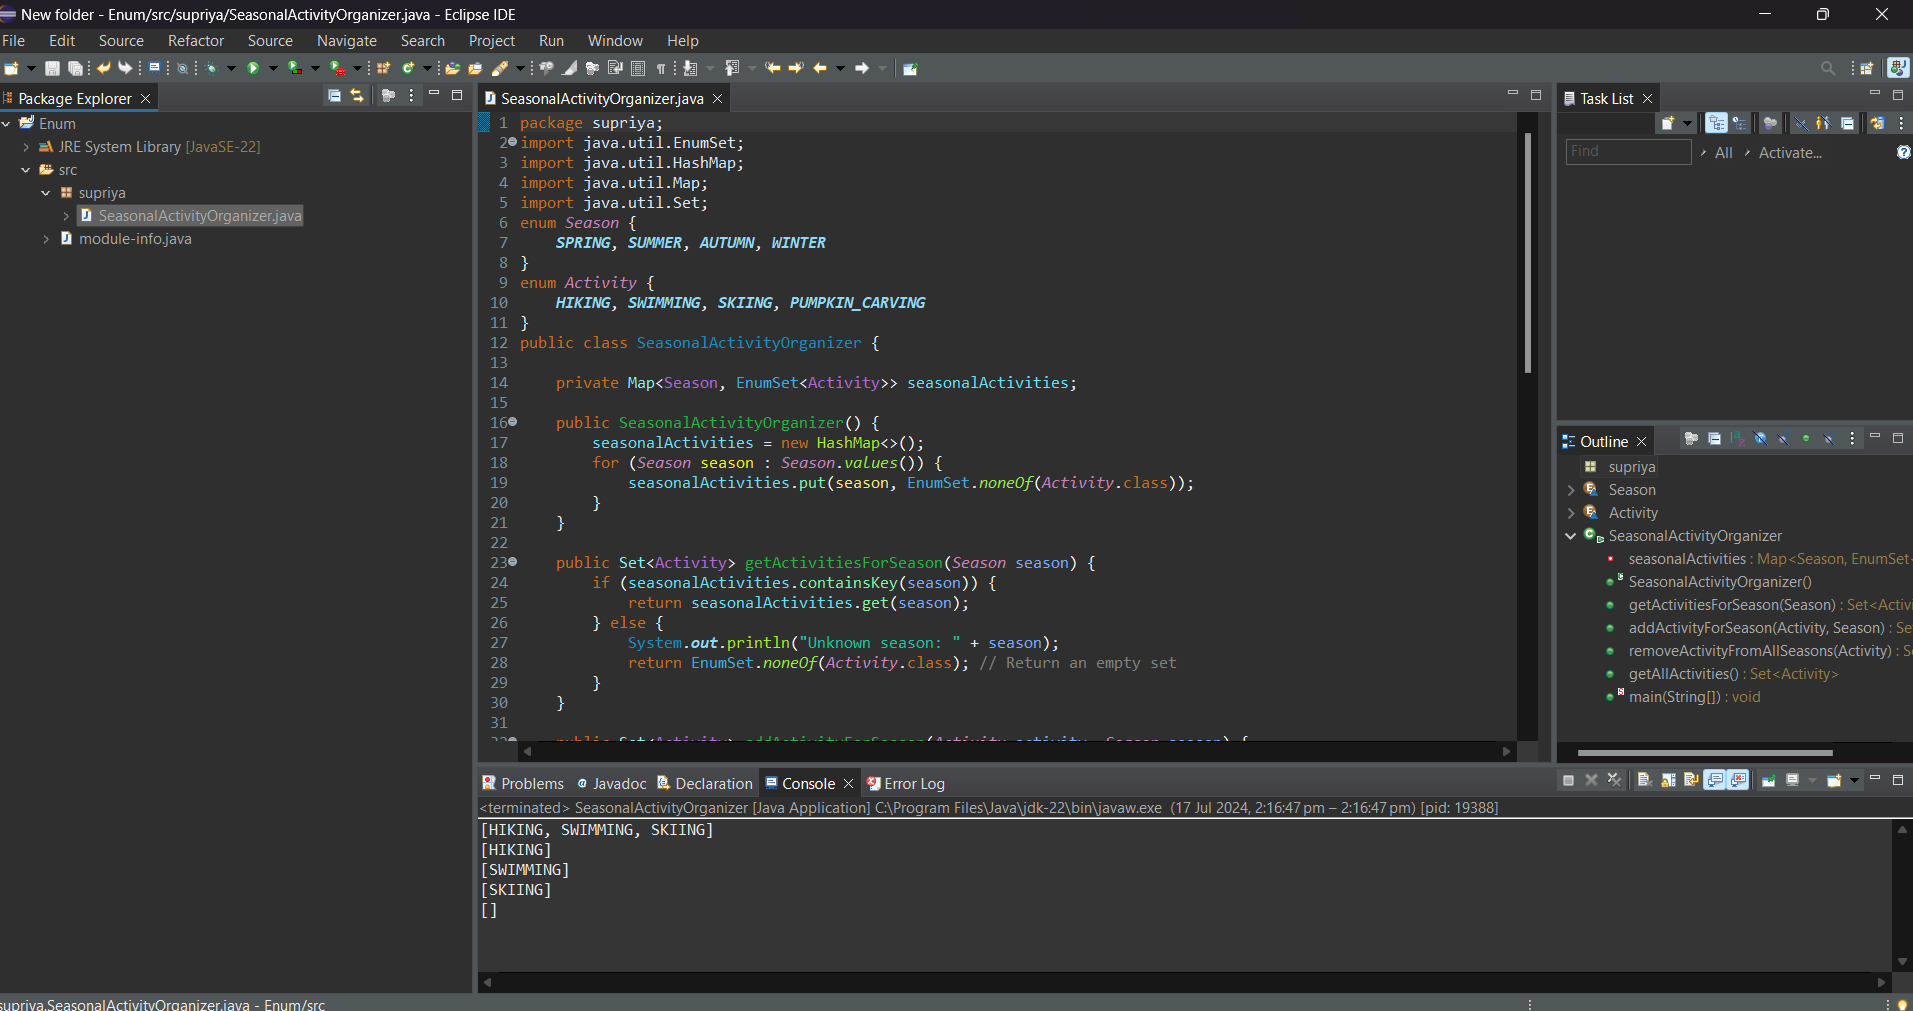 New folder - Enum/src/supriya/SeasonalActivityOrganizer.java - Eclipse IDE
File Edit Source Refactor Source Navigate Search Project Run Window Help
Package Explorer
Enum
JRE System Library [JavaSE-22]
src
supriya
SeasonalActivityOrganizer.java
module-info.java
SeasonalActivityOrganizer.java
1 package supriya;
2 import java.util.EnumSet;
3 import java.util.HashMap;
4 import java.util.Map;
5 import java.util.Set;
6 enum Season {
7 SPRING, SUMMER, AUTUMN, WINTER
8 }
9 enum Activity {
10 HIKING, SWIMMING, SKIING, PUMPKIN_CARVING
11 }
12 public class SeasonalActivityOrganizer {
13
14 private Map<Season, EnumSet<Activity>> seasonalActivities;
15
16 public SeasonalActivityOrganizer() {
17 seasonalActivities = new HashMap<>();
18 for (Season season : Season.values()) {
19 seasonalActivities.put(season, EnumSet.noneOf(Activity.class));
20 }
21 }
22
23 public Set<Activity> getActivitiesForSeason(Season season) {
24 if (seasonalActivities.containsKey(season)) {
25 return seasonalActivities.get(season);
26 } else {
27 System.out.println("Unknown season: " + season);
28 return EnumSet.noneOf(Activity.class); // Return an empty set
29 }
30 }
31
Task List
Find All Activate...
Outline
supriya
Season
Activity
SeasonalActivityOrganizer
seasonalActivities : Map<Season, EnumSet<
SeasonalActivityOrganizer()
getActivitiesForSeason(Season) : Set<Activi
addActivityForSeason(Activity, Season) : Se
removeActivityFromAllSeasons(Activity) : S
getAllActivities() : Set<Activity>
main(String[]) : void
Problems Javadoc Declaration Console Error Log
<terminated> SeasonalActivityOrganizer [Java Application] C:\Program Files\Java\jdk-22\bin\javaw.exe (17 Jul 2024, 2:16:47 pm – 2:16:47 pm) [pid: 19388]
[HIKING, SWIMMING, SKIING]
[HIKING]
[SWIMMING]
[SKIING]
[]
supriya.SeasonalActivityOrganizer.java - Enum/src